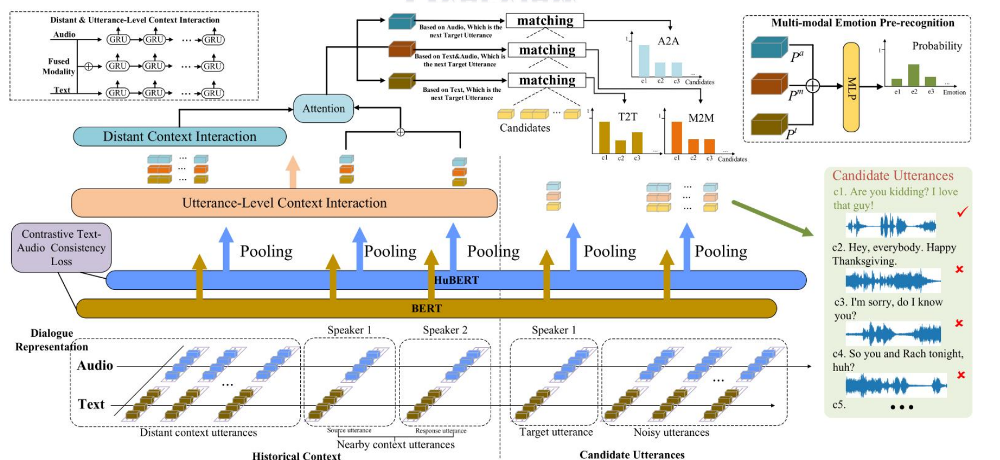 Distant & Utterance-Level Context Interaction
Audio
GRU GRU ... GRU
Fused
Modality
GRU GRU ... GRU
Text
GRU GRU ... GRU
Based on Audio, Which is the
next Target Utterance
matching
Based on Text&Audio, Which is
the next Target Utterance
matching
Based on Text, Which is the
next Target Utterance
matching
...
Candidates
1
A2A
...
c1 c2 c3 Candidates
1
T2T
...
c1 c2 c3
1
M2M
...
c1 c2 c3 Candidates
Multi-modal Emotion Pre-recognition
P^a
P^m
P^t
MLP
1
Probability
...
c1 c2 c3 Emotion
Attention
Distant Context Interaction
...
...
...
Utterance-Level Context Interaction
...
...
...
Contrastive Text-
Audio Consistency
Loss
Pooling Pooling Pooling Pooling Pooling
HuBERT
BERT
Dialogue
Representation
Speaker 1 Speaker 2 Speaker 1
Audio
... ...
Text
Distant context utterances
Source utterance Response utterance
Nearby context utterances
Target utterance Noisy utterances
Historical Context Candidate Utterances
Candidate Utterances
c1. Are you kidding? I love
that guy!
c2. Hey, everybody. Happy
Thanksgiving.
c3. I'm sorry, do I know
you?
c4. So you and Rach tonight,
huh?
c5. ...